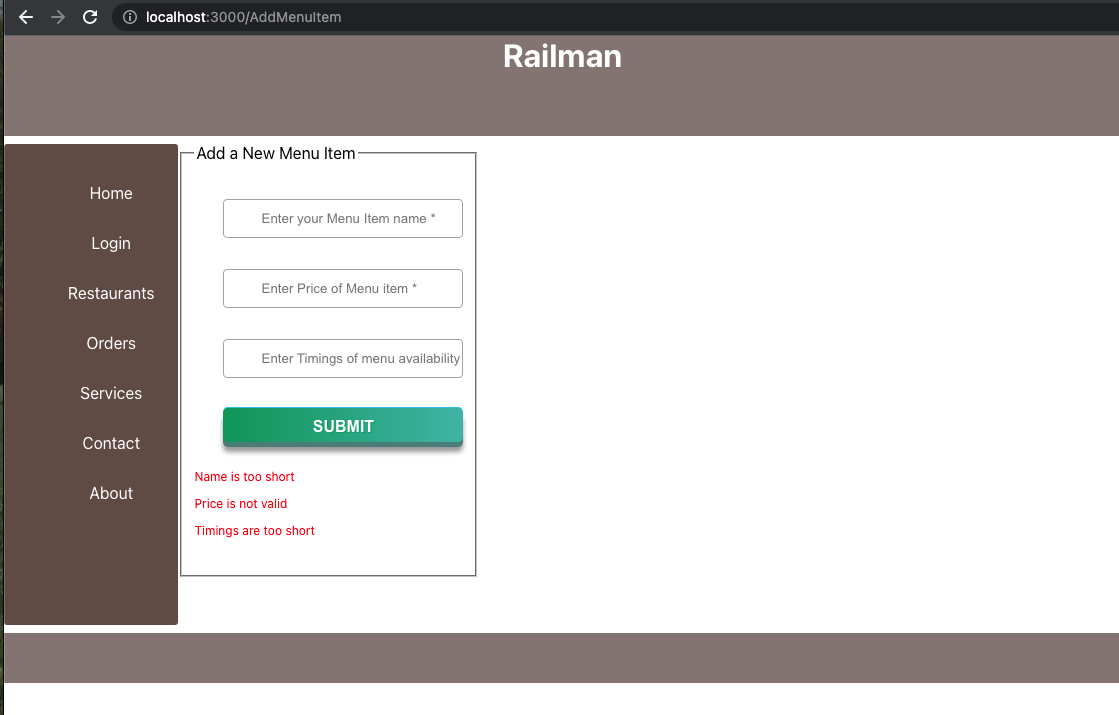 localhost:3000/AddMenuItem
Railman
Home
Login
Restaurants
Orders
Services
Contact
About
Add a New Menu Item
Enter your Menu Item name *
Enter Price of Menu item *
Enter Timings of menu availability
SUBMIT
Name is too short
Price is not valid
Timings are too short